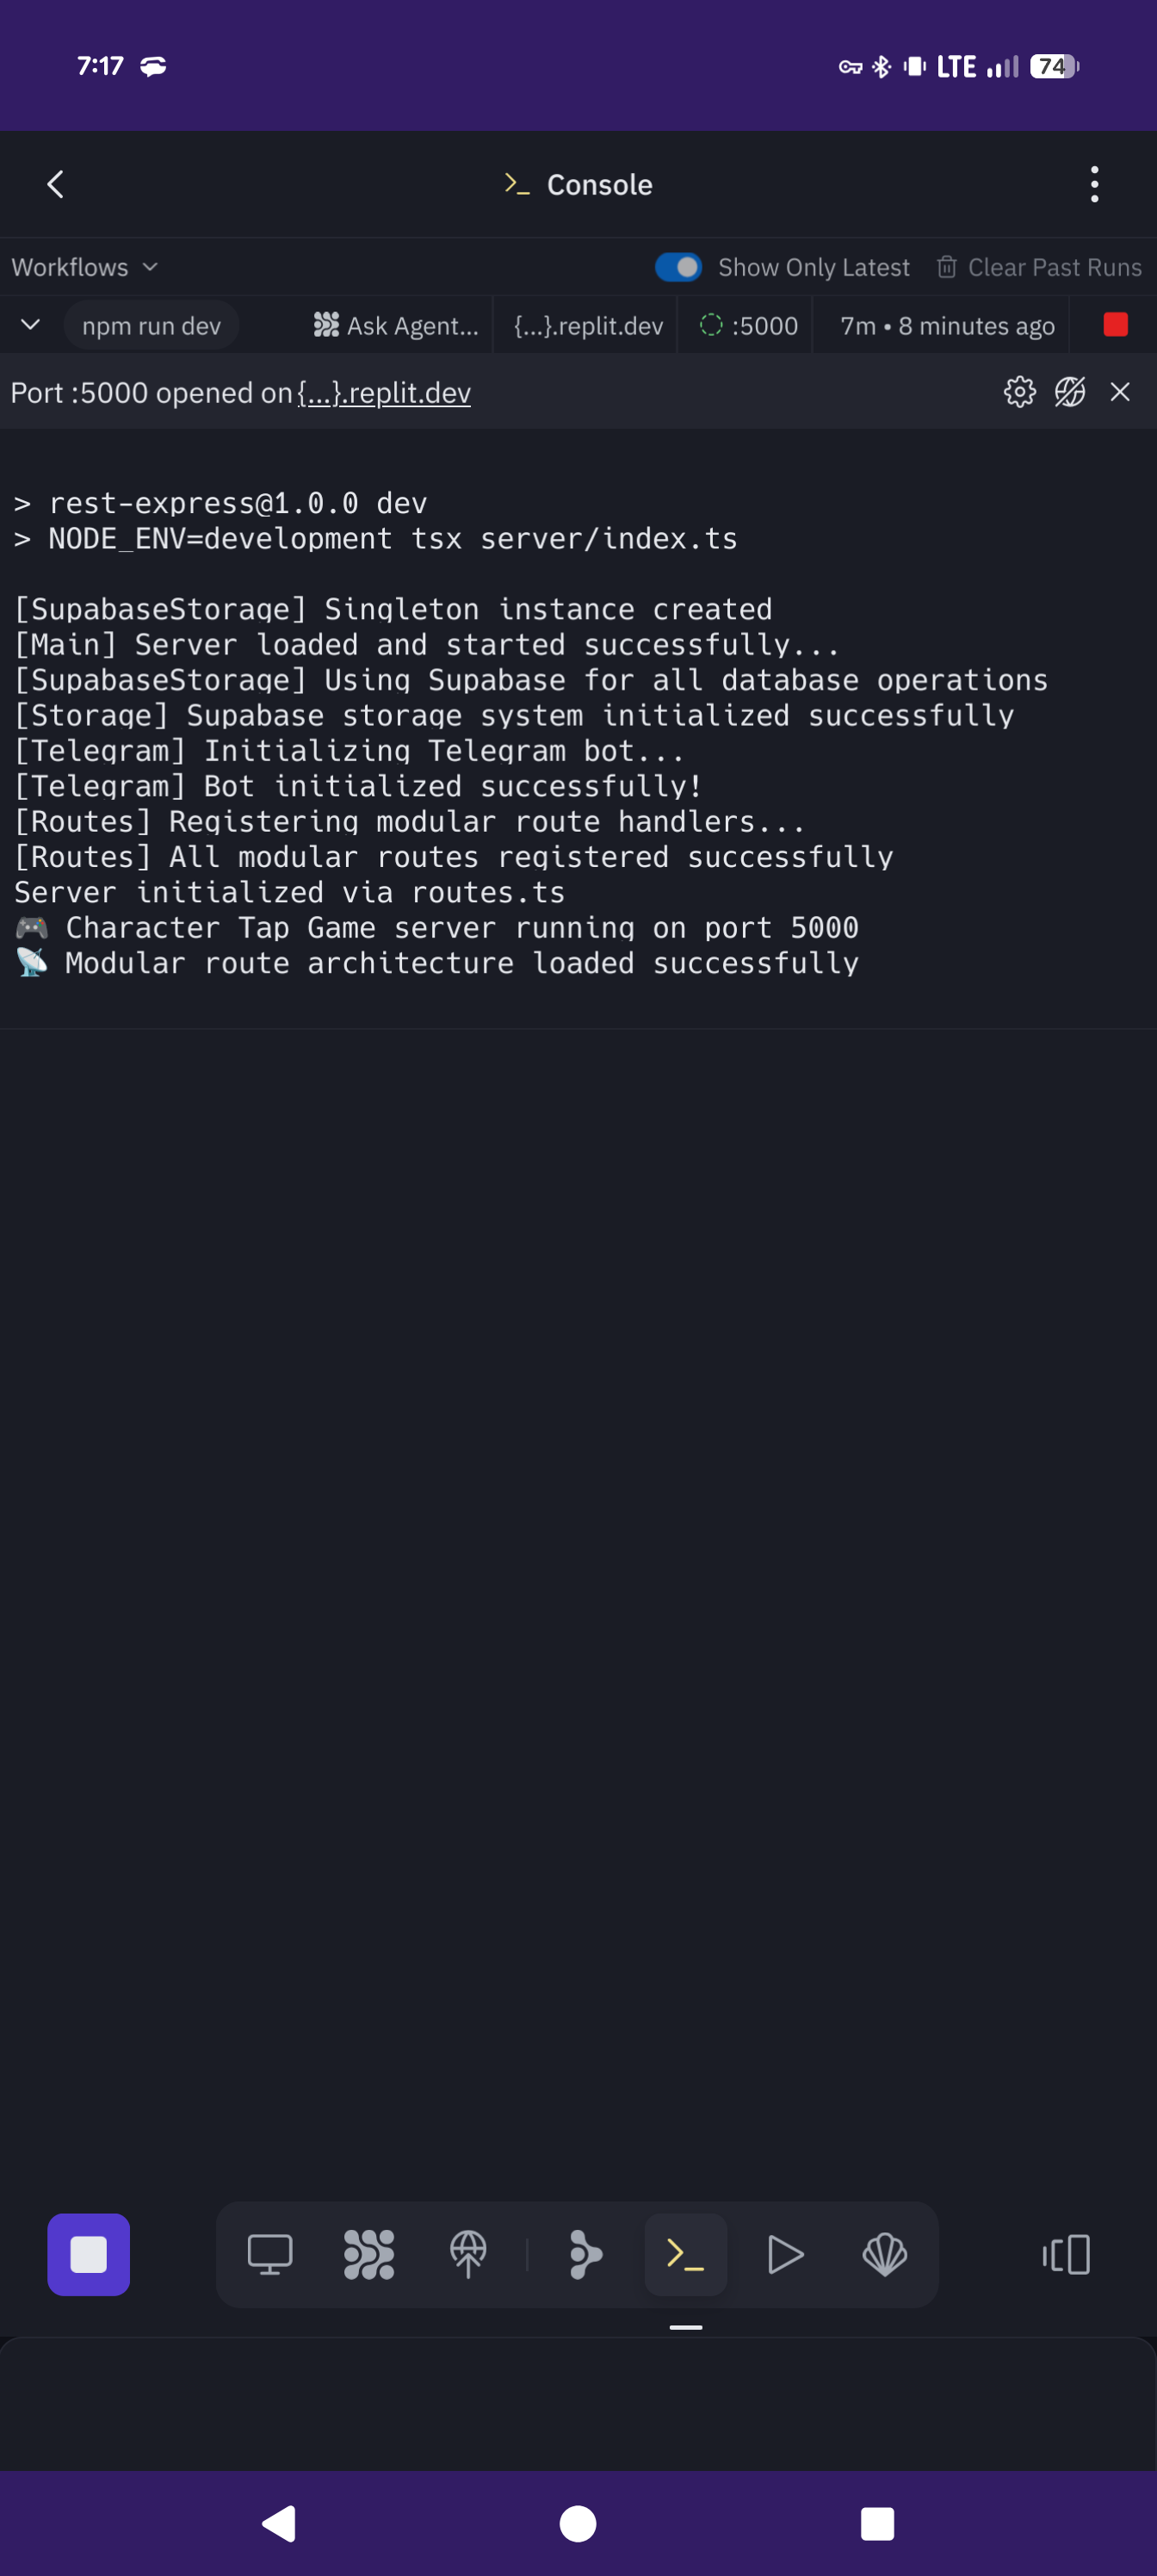 7:17
LTE
74
>_ Console
Workflows
Show Only Latest
Clear Past Runs
npm run dev
Ask Agent...
{...}.replit.dev
:5000
7m • 8 minutes ago
Port :5000 opened on {...}.replit.dev
> rest-express@1.0.0 dev
> NODE_ENV=development tsx server/index.ts
[SupabaseStorage] Singleton instance created
[Main] Server loaded and started successfully...
[SupabaseStorage] Using Supabase for all database operations
[Storage] Supabase storage system initialized successfully
[Telegram] Initializing Telegram bot...
[Telegram] Bot initialized successfully!
[Routes] Registering modular route handlers...
[Routes] All modular routes registered successfully
Server initialized via routes.ts
🎮 Character Tap Game server running on port 5000
📡 Modular route architecture loaded successfully